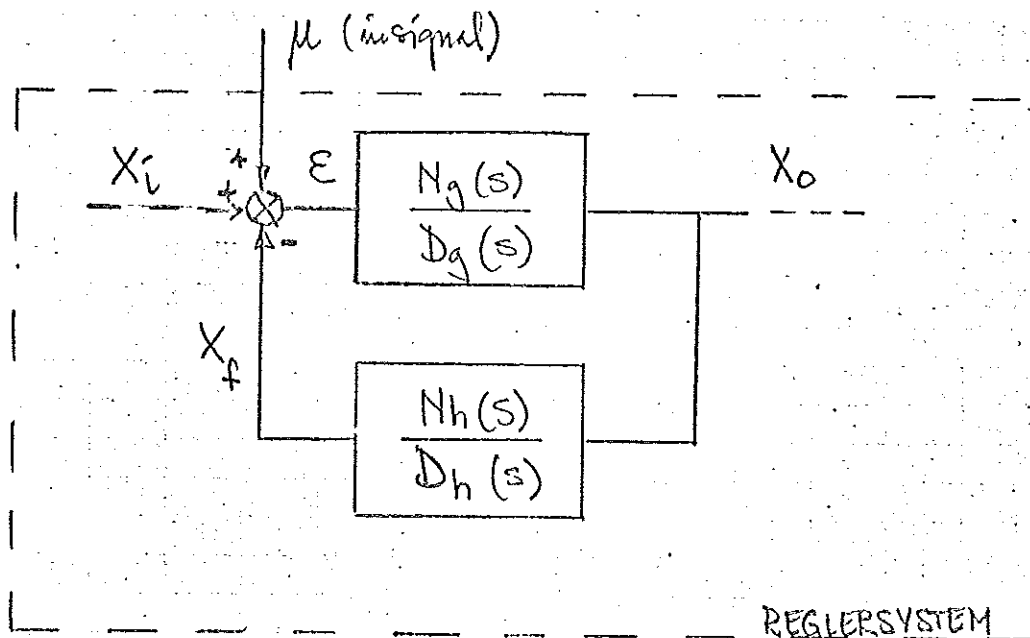 μ (insignal)
Xi
+
+
-
ε
Ng(s)
Dg(s)
Xo
Xf
Nh(s)
Dh(s)
REGLERSYSTEM